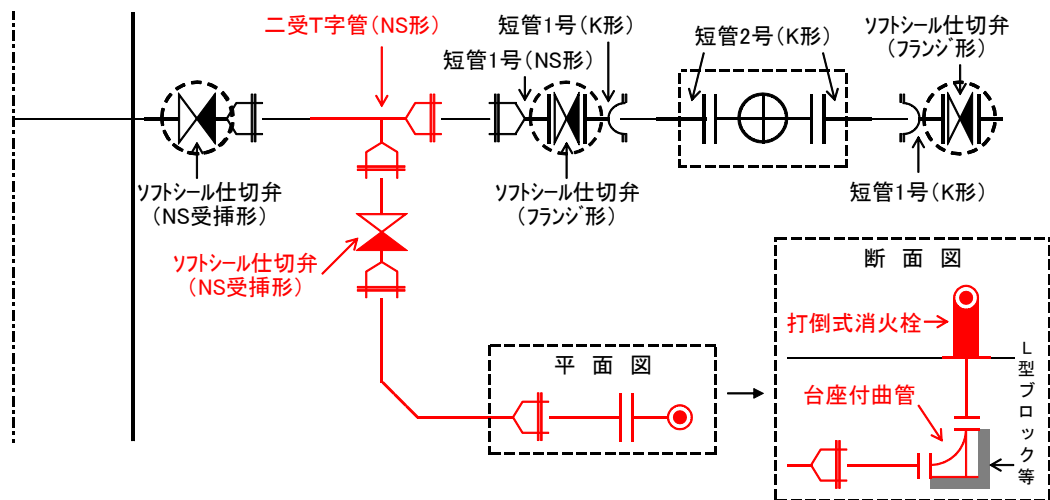 二受T字管(NS形)
短管1号(K形)
短管1号(NS形)
短管2号(K形)
ソフトシール仕切弁
(フランジ形)
ソフトシール仕切弁
(NS受挿形)
ソフトシール仕切弁
(フランジ形)
短管1号(K形)
ソフトシール仕切弁
(NS受挿形)
平面図
断面図
打倒式消火栓
台座付曲管
L型ブロック等